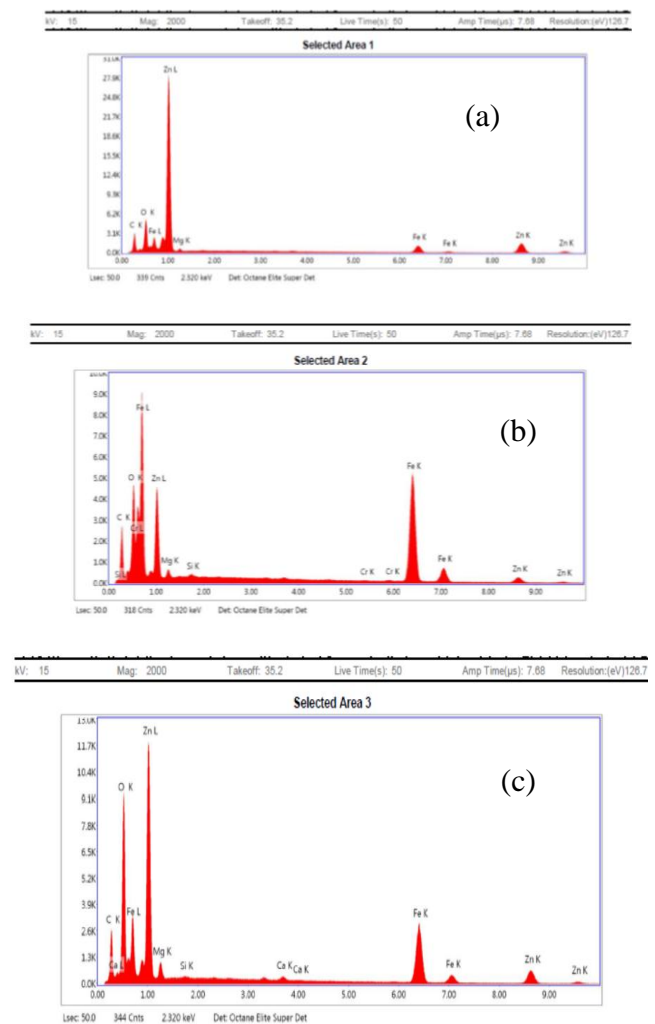 kV: 15 Mag: 2000 Takeoff: 35.2 Live Time(s): 50 Amp Time(µs): 7.68 Resolution:(eV)126.7
Selected Area 1
31.0K
27.9K
24.8K
21.7K
18.6K
15.5K
12.4K
9.3K
6.2K
3.1K
0.0K
Zn L
(a)
O K
C K
Fe L
Mg K
Fe K
Fe K
Zn K
Zn K
0.00 1.00 2.00 3.00 4.00 5.00 6.00 7.00 8.00 9.00
Lsec: 50.0 339 Cnts 2.320 keV Det: Octane Elite Super Det
kV: 15 Mag: 2000 Takeoff: 35.2 Live Time(s): 50 Amp Time(µs): 7.68 Resolution:(eV)126.7
Selected Area 2
9.0K
8.0K
7.0K
6.0K
5.0K
4.0K
3.0K
2.0K
1.0K
0.0K
Fe L
(b)
O K
Zn L
Fe K
C K
Cr L
Mg K
Si K
Si L
Cr K
Cr K
Fe K
Zn K
Zn K
0.00 1.00 2.00 3.00 4.00 5.00 6.00 7.00 8.00 9.00
Lsec: 50.0 318 Cnts 2.320 keV Det: Octane Elite Super Det
kV: 15 Mag: 2000 Takeoff: 35.2 Live Time(s): 50 Amp Time(µs): 7.68 Resolution:(eV)126.7
Selected Area 3
13.0K
11.7K
10.4K
9.1K
7.8K
6.5K
5.2K
3.9K
2.6K
1.3K
0.0K
Zn L
(c)
O K
Fe L
C K
Ca L
Mg K
Si K
Ca K
Ca K
Fe K
Fe K
Zn K
Zn K
0.00 1.00 2.00 3.00 4.00 5.00 6.00 7.00 8.00 9.00
Lsec: 50.0 344 Cnts 2.320 keV Det: Octane Elite Super Det